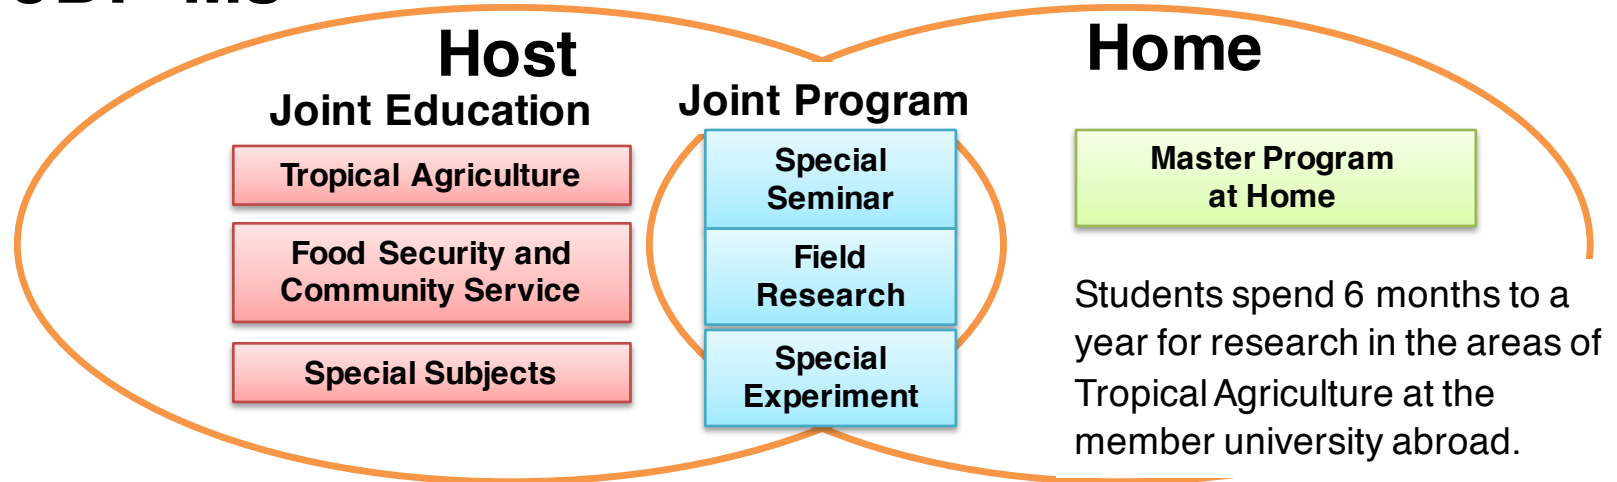 Host
Joint Education
Tropical Agriculture
Food Security and
Community Service
Special Subjects
Joint Program
Special
Seminar
Field
Research
Special
Experiment
Home
Master Program
at Home
Students spend 6 months to a
year for research in the areas of
Tropical Agriculture at the
member university abroad.